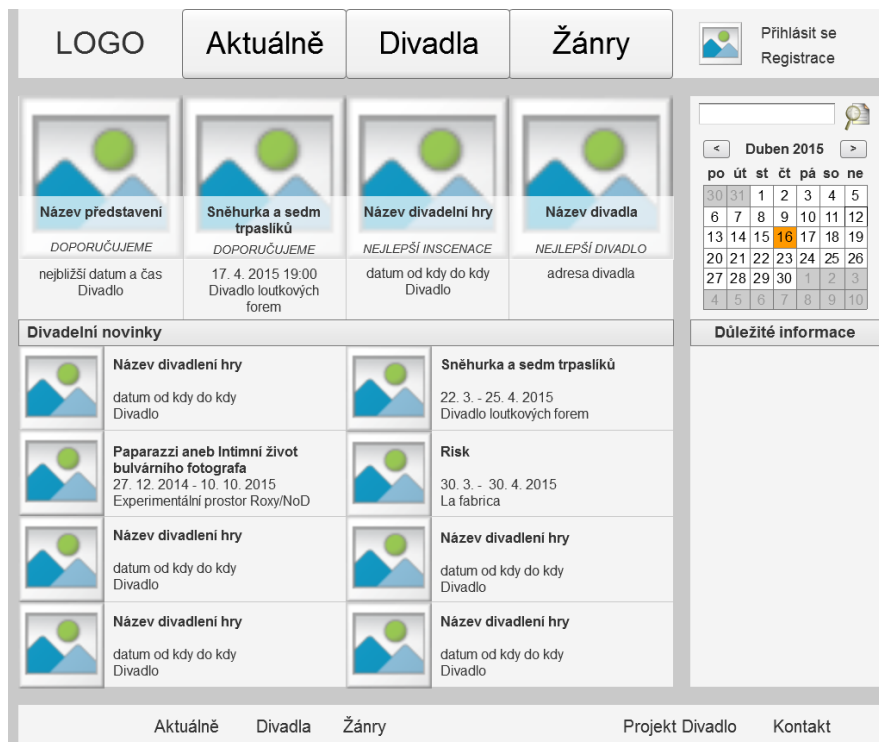 LOGO
Aktuálně
Divadla
Žánry
Přihlásit se
Registrace
Název představení
DOPORUČUJEME
nejbližší datum a čas
Divadlo
Sněhurka a sedm
trpaslíků
DOPORUČUJEME
17. 4. 2015 19:00
Divadlo loutkových
forem
Název divadelní hry
NEJLEPŠÍ INSCENACE
datum od kdy do kdy
Divadlo
Název divadla
NEJLEPŠÍ DIVADLO
adresa divadla
< Duben 2015 >
po út st čt pá so ne
30 31 1 2 3 4 5
6 7 8 9 10 11 12
13 14 15 16 17 18 19
20 21 22 23 24 25 26
27 28 29 30 1 2 3
4 5 6 7 8 9 10
Divadelní novinky
Důležité informace
Název divadlení hry
datum od kdy do kdy
Divadlo
Sněhurka a sedm trpaslíků
22. 3. - 25. 4. 2015
Divadlo loutkových forem
Paparazzi aneb Intimní život
bulvárního fotografa
27. 12. 2014 - 10. 10. 2015
Experimentální prostor Roxy/NoD
Risk
30. 3. - 30. 4. 2015
La fabrica
Název divadlení hry
datum od kdy do kdy
Divadlo
Název divadlení hry
datum od kdy do kdy
Divadlo
Název divadlení hry
datum od kdy do kdy
Divadlo
Název divadlení hry
datum od kdy do kdy
Divadlo
Aktuálně Divadla Žánry Projekt Divadlo Kontakt